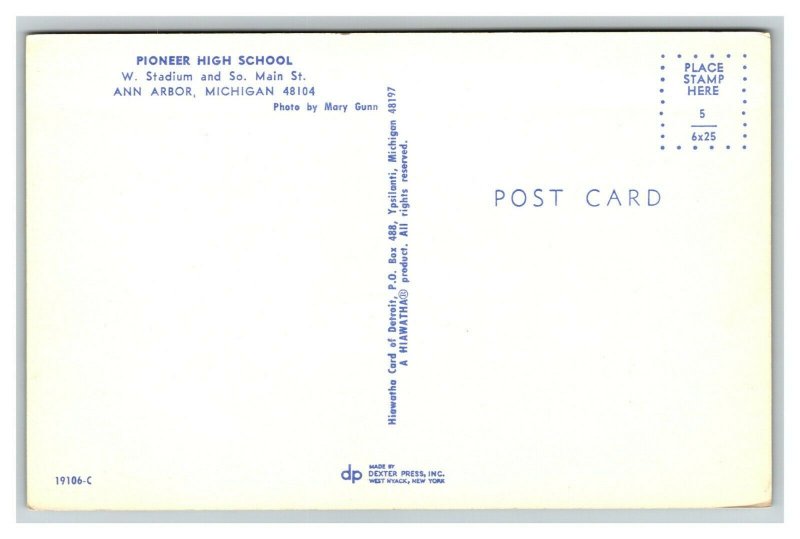 PIONEER HIGH SCHOOL
W. Stadium and So. Main St.
ANN ARBOR, MICHIGAN 48104
Photo by Mary Gunn
Hiawatha Card of Detroit, P.O. Box 488, Ypsilanti, Michigan 48197
A HIAWATHA® product. All rights reserved.
PLACE
STAMP
HERE
5
6x25
POST CARD
19106-C
dp
MADE BY
DEXTER PRESS, INC.
WEST NYACK, NEW YORK